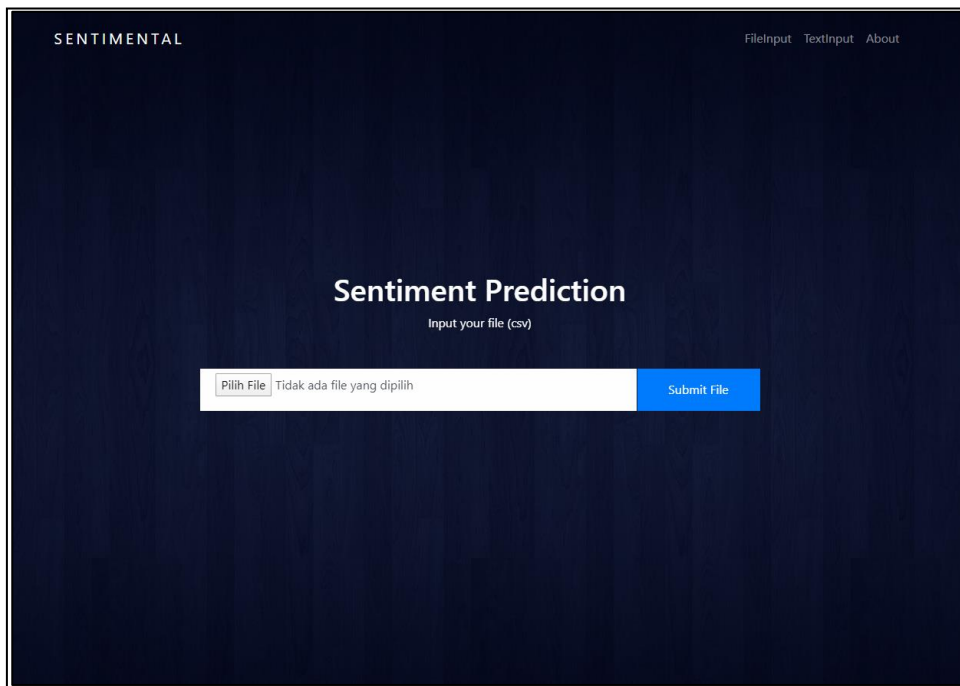 SENTIMENTAL
FileInput TextInput About
Sentiment Prediction
Input your file (csv)
Pilih File Tidak ada file yang dipilih
Submit File